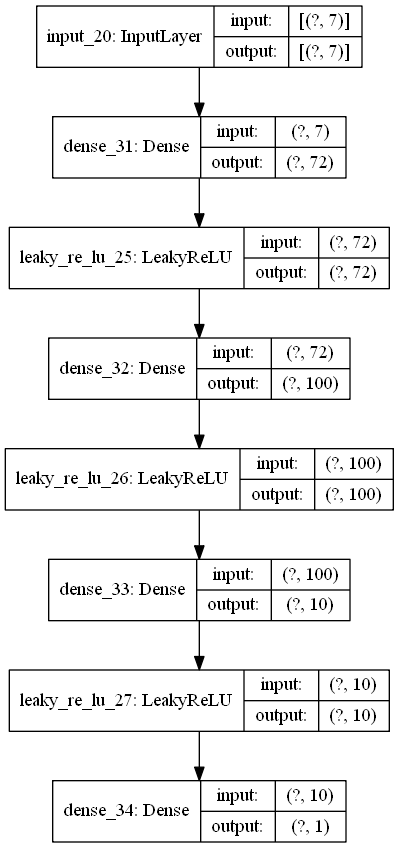 input_20: InputLayer
input: [(?, 7)]
output: [(?, 7)]
dense_31: Dense
input: (?, 7)
output: (?, 72)
leaky_re_lu_25: LeakyReLU
input: (?, 72)
output: (?, 72)
dense_32: Dense
input: (?, 72)
output: (?, 100)
leaky_re_lu_26: LeakyReLU
input: (?, 100)
output: (?, 100)
dense_33: Dense
input: (?, 100)
output: (?, 10)
leaky_re_lu_27: LeakyReLU
input: (?, 10)
output: (?, 10)
dense_34: Dense
input: (?, 10)
output: (?, 1)